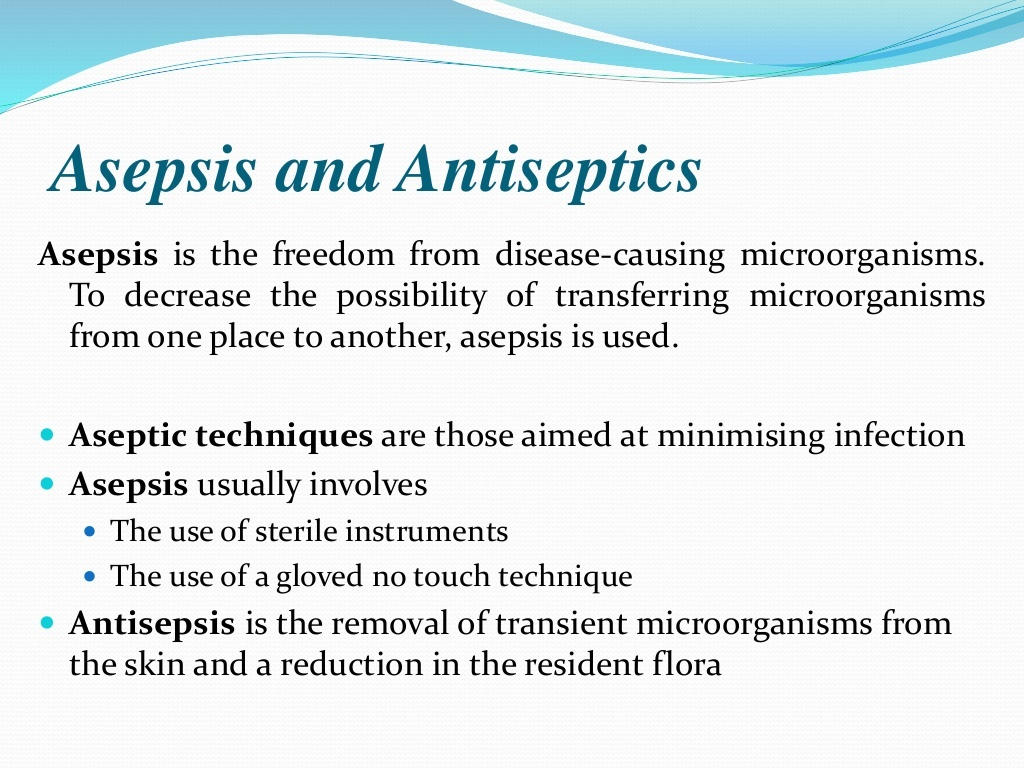 Asepsis and Antiseptics
Asepsis is the freedom from disease-causing microorganisms.
To decrease the possibility of transferring microorganisms
from one place to another, asepsis is used.
• Aseptic techniques are those aimed at minimising infection
• Asepsis usually involves
• The use of sterile instruments
• The use of a gloved no touch technique
• Antisepsis is the removal of transient microorganisms from
the skin and a reduction in the resident flora